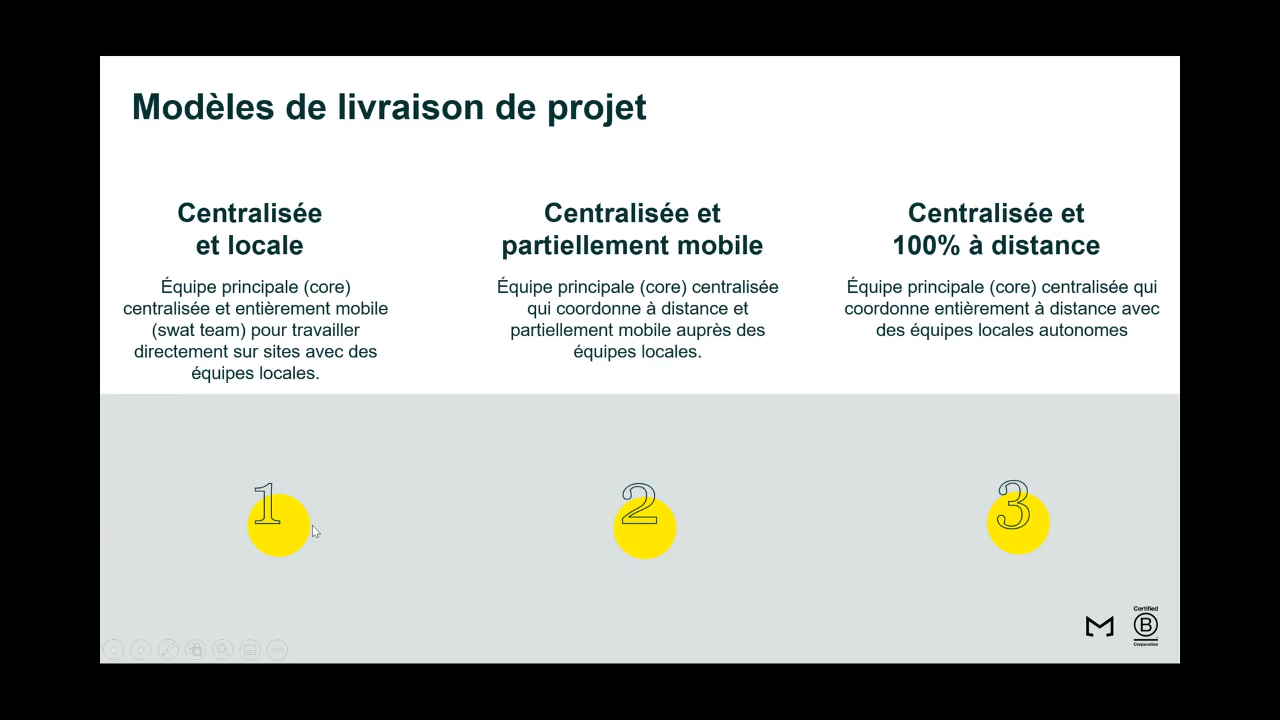 Modèles de livraison de projet
Centralisée
et locale
Équipe principale (core)
centralisée et entièrement mobile
(swat team) pour travailler
directement sur sites avec des
équipes locales.
Centralisée et
partiellement mobile
Équipe principale (core) centralisée
qui coordonne à distance et
partiellement mobile auprès des
équipes locales.
Centralisée et
100% à distance
Équipe principale (core) centralisée qui
coordonne entièrement à distance avec
des équipes locales autonomes
1
2
3
Certified
B
Corporation